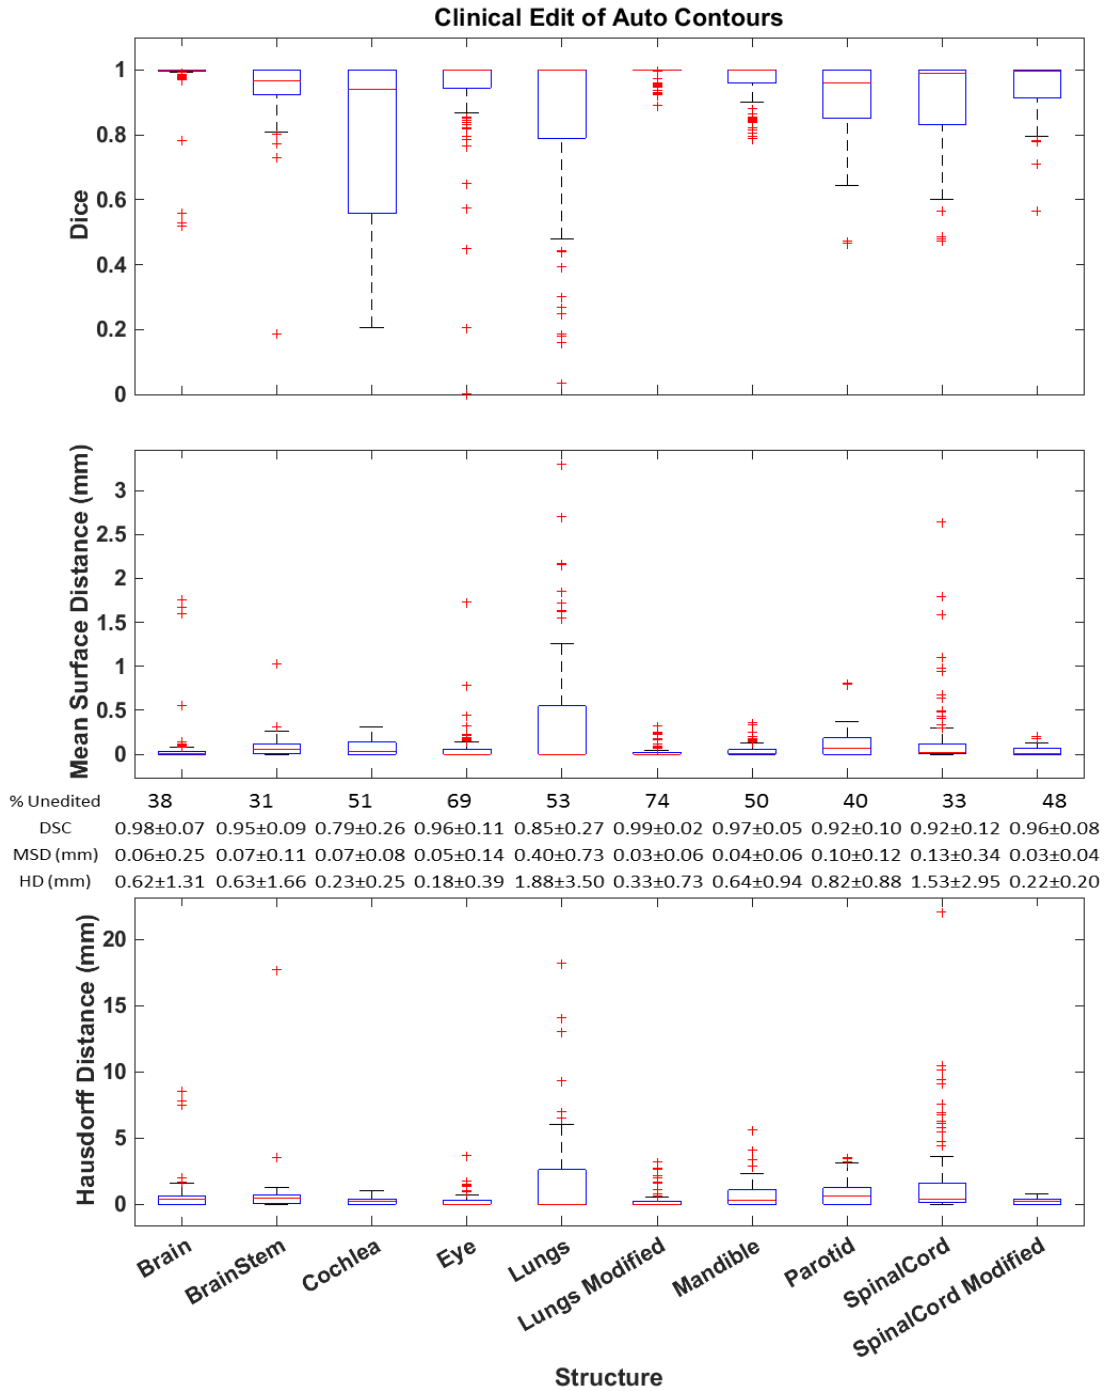 Clinical Edit of Auto Contours
Dice
1
0.8
0.6
0.4
0.2
0
Mean Surface Distance (mm)
3
2.5
2
1.5
1
0.5
0
% Unedited 38 31 51 69 53 74 50 40 33 48
DSC 0.98±0.07 0.95±0.09 0.79±0.26 0.96±0.11 0.85±0.27 0.99±0.02 0.97±0.05 0.92±0.10 0.92±0.12 0.96±0.08
MSD (mm) 0.06±0.25 0.07±0.11 0.07±0.08 0.05±0.14 0.40±0.73 0.03±0.06 0.04±0.06 0.10±0.12 0.13±0.34 0.03±0.04
HD (mm) 0.62±1.31 0.63±1.66 0.23±0.25 0.18±0.39 1.88±3.50 0.33±0.73 0.64±0.94 0.82±0.88 1.53±2.95 0.22±0.20
Hausdorff Distance (mm)
20
15
10
5
0
Brain
BrainStem
Cochlea
Eye
Lungs
Lungs Modified
Mandible
Parotid
SpinalCord
SpinalCord Modified
Structure